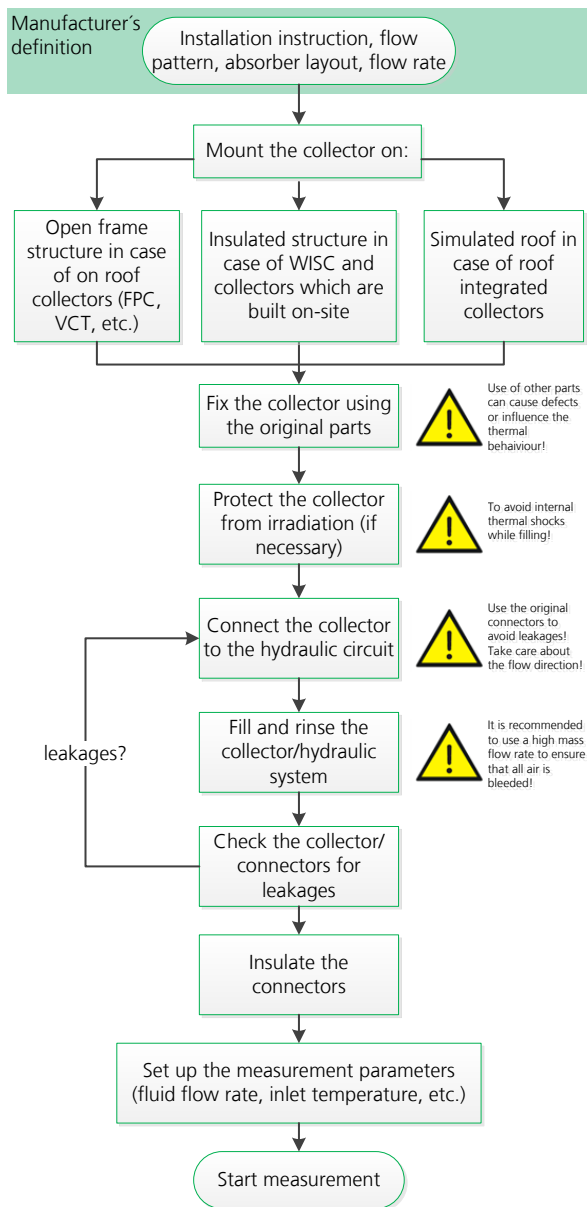 Manufacturer´s
definition
Installation instruction, flow
pattern, absorber layout, flow rate
Mount the collector on:
Open frame
structure in case
of on roof
collectors (FPC,
VCT, etc.)
Insulated structure in
case of WISC and
collectors which are
built on-site
Simulated roof in
case of roof
integrated
collectors
Fix the collector using
the original parts
Use of other parts
can cause defects
or influence the
thermal
behaiviour!
Protect the collector
from irradiation (if
necessary)
To avoid internal
thermal shocks
while filling!
Connect the collector
to the hydraulic circuit
Use the original
connectors to
avoid leakages!
Take care about
the flow direction!
leakages?
Fill and rinse the
collector/hydraulic
system
It is recommended
to use a high mass
flow rate to ensure
that all air is
bleeded!
Check the collector/
connectors for
leakages
Insulate the
connectors
Set up the measurement parameters
(fluid flow rate, inlet temperature, etc.)
Start measurement